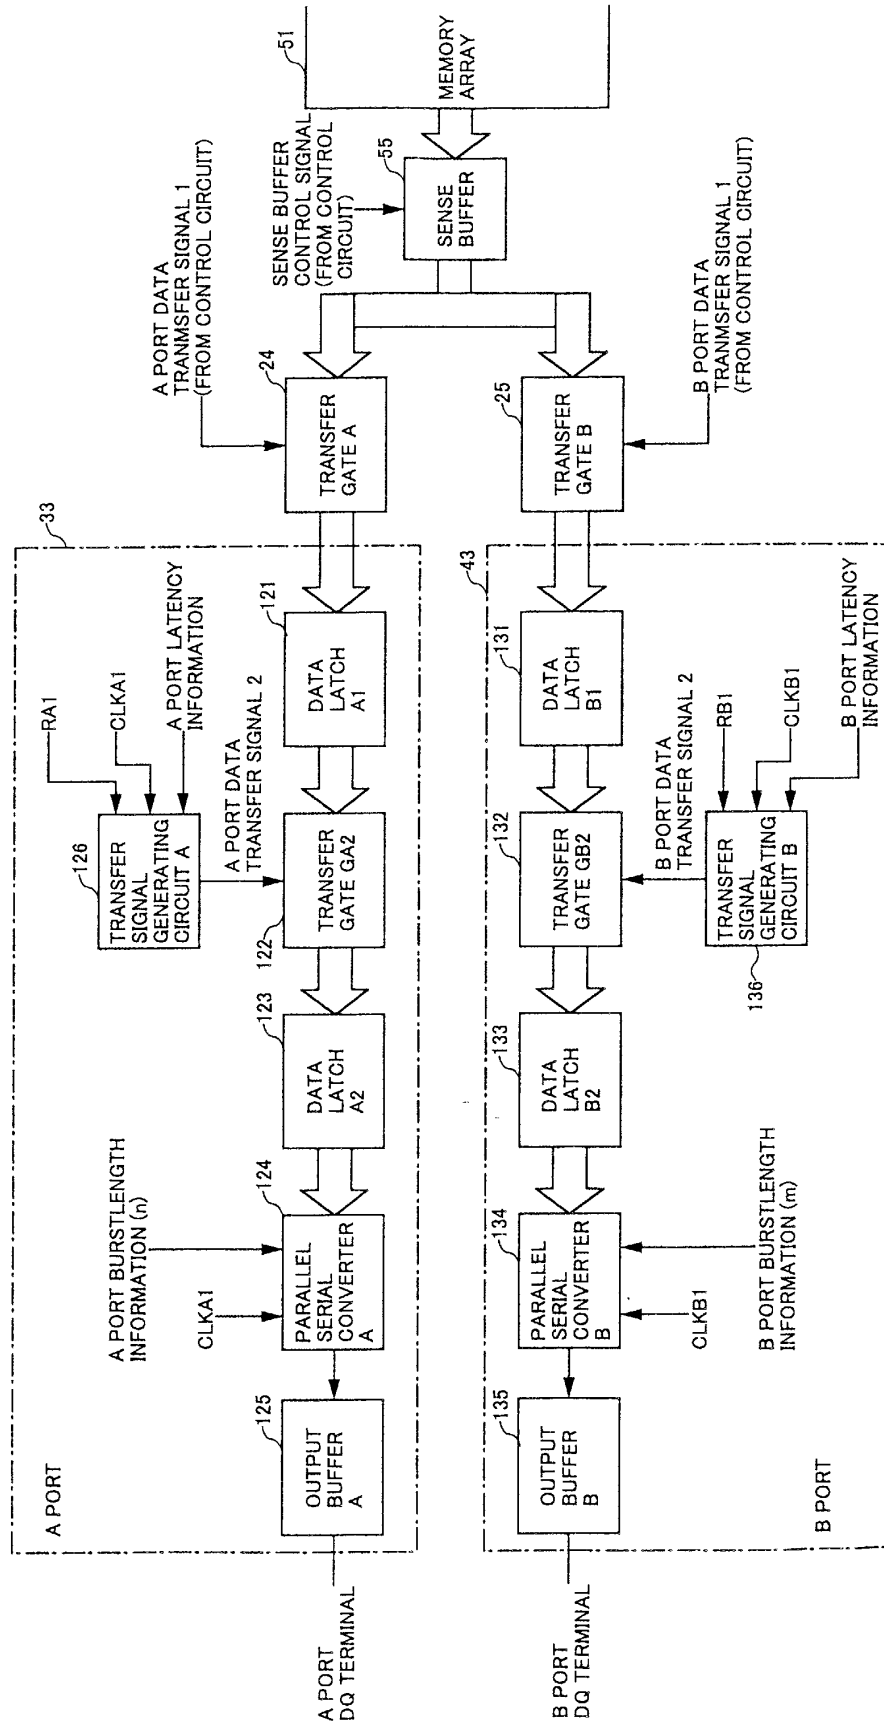 A PORT
33
RA1
CLKA1
A PORT LATENCY
INFORMATION
126
TRANSFER
SIGNAL
GENERATING
CIRCUIT A
A PORT DATA
TRANSFER SIGNAL 2
A PORT BURSTLENGTH
INFORMATION (n)
CLKA1
A PORT
DQ TERMINAL
125
OUTPUT
BUFFER
A
124
PARALLEL
SERIAL
CONVERTER
A
123
DATA
LATCH
A2
122
TRANSFER
GATE GA2
121
DATA
LATCH
A1
24
TRANSFER
GATE A
A PORT DATA
TRANMSFER SIGNAL 1
(FROM CONTROL CIRCUIT)
SENSE BUFFER
CONTROL SIGNAL
(FROM CONTROL
CIRCUIT)
55
SENSE
BUFFER
51
MEMORY
ARRAY
B PORT
DQ TERMINAL
135
OUTPUT
BUFFER
B
134
PARALLEL
SERIAL
CONVERTER
B
133
DATA
LATCH
B2
132
TRANSFER
GATE GB2
131
DATA
LATCH
B1
43
25
TRANSFER
GATE B
B PORT DATA
TRANMSFER SIGNAL 1
(FROM CONTROL CIRCUIT)
B PORT DATA
TRANSFER SIGNAL 2
RB1
CLKB1
B PORT LATENCY
INFORMATION
TRANSFER
SIGNAL
GENERATING
CIRCUIT B
136
CLKB1
B PORT BURSTLENGTH
INFORMATION (m)
B PORT